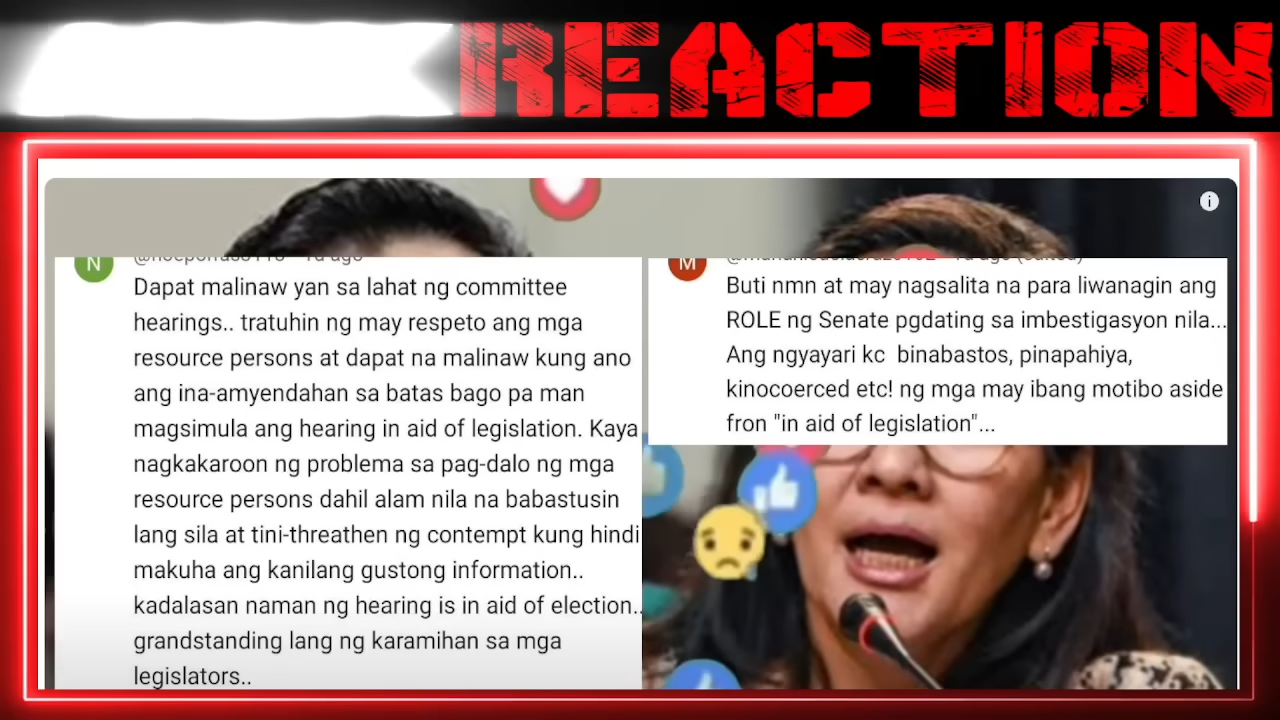 REACTION
N
Dapat malinaw yan sa lahat ng committee
hearings.. tratuhin ng may respeto ang mga
resource persons at dapat na malinaw kung ano
ang ina-amyendahan sa batas bago pa man
magsimula ang hearing in aid of legislation. Kaya
nagkakaroon ng problema sa pag-dalo ng mga
resource persons dahil alam nila na babastusin
lang sila at tini-threathen ng contempt kung hindi
makuha ang kanilang gustong information..
kadalasan naman ng hearing is in aid of election..
grandstanding lang ng karamihan sa mga
legislators..
M
Buti nmn at may nagsalita na para liwanagin ang
ROLE ng Senate pgdating sa imbestigasyon nila...
Ang ngyayari kc binabastos, pinapahiya,
kinocoerced etc! ng mga may ibang motibo aside
fron "in aid of legislation"...